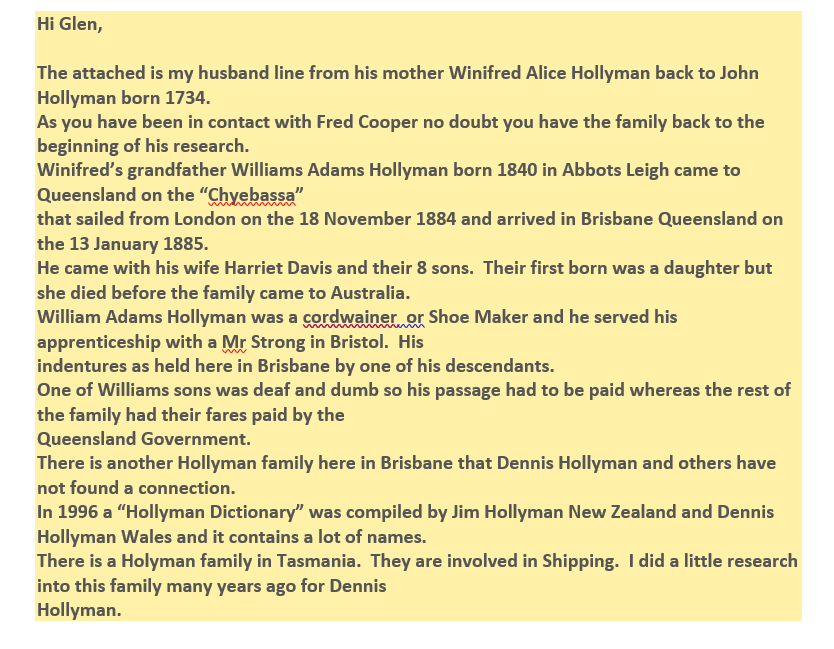 Hi Glen,
The attached is my husband line from his mother Winifred Alice Hollyman back to John
Hollyman born 1734.
As you have been in contact with Fred Cooper no doubt you have the family back to the
beginning of his research.
Winifred’s grandfather Williams Adams Hollyman born 1840 in Abbots Leigh came to
Queensland on the “Chyebassa”
that sailed from London on the 18 November 1884 and arrived in Brisbane Queensland on
the 13 January 1885.
He came with his wife Harriet Davis and their 8 sons.  Their first born was a daughter but
she died before the family came to Australia.
William Adams Hollyman was a cordwainer  or Shoe Maker and he served his
apprenticeship with a Mr Strong in Bristol.  His
indentures as held here in Brisbane by one of his descendants.
One of Williams sons was deaf and dumb so his passage had to be paid whereas the rest of
the family had their fares paid by the
Queensland Government.
There is another Hollyman family here in Brisbane that Dennis Hollyman and others have
not found a connection.
In 1996 a “Hollyman Dictionary” was compiled by Jim Hollyman New Zealand and Dennis
Hollyman Wales and it contains a lot of names.
There is a Holyman family in Tasmania.  They are involved in Shipping.  I did a little research
into this family many years ago for Dennis
Hollyman.